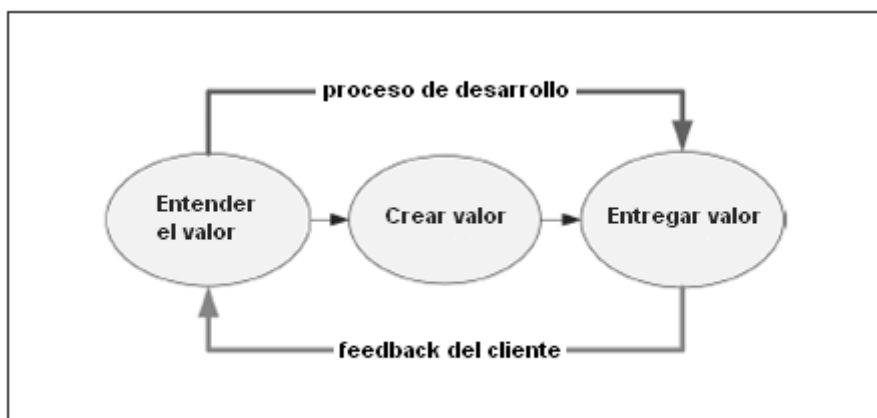 proceso de desarrollo
Entender
el valor
Crear valor
Entregar valor
feedback del cliente